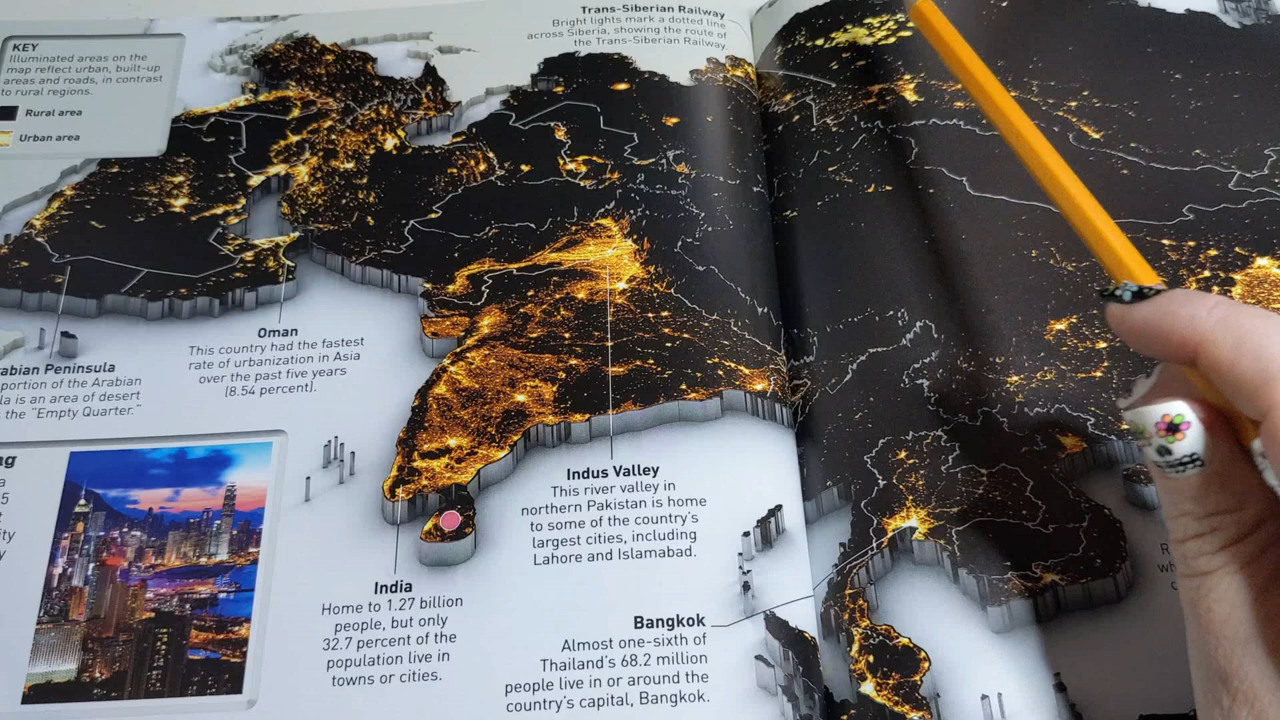 Trans-Siberian Railway
Bright lights mark a dotted line
across Siberia, showing the route of
the Trans-Siberian Railway.
KEY
Illuminated areas on the
map reflect urban, built-up
areas and roads, in contrast
to rural regions.
Rural area
Urban area
Oman
This country had the fastest
rate of urbanization in Asia
over the past five years
(8.54 percent).
Peninsula
portion of the Arabian
is an area of desert
the "Empty Quarter."
Indus Valley
This river valley in
northern Pakistan is home
to some of the country's
largest cities, including
Lahore and Islamabad.
India
Home to 1.27 billion
people, but only
32.7 percent of the
population live in
towns or cities.
Bangkok
Almost one-sixth of
Thailand's 68.2 million
people live in or around the
country's capital, Bangkok.